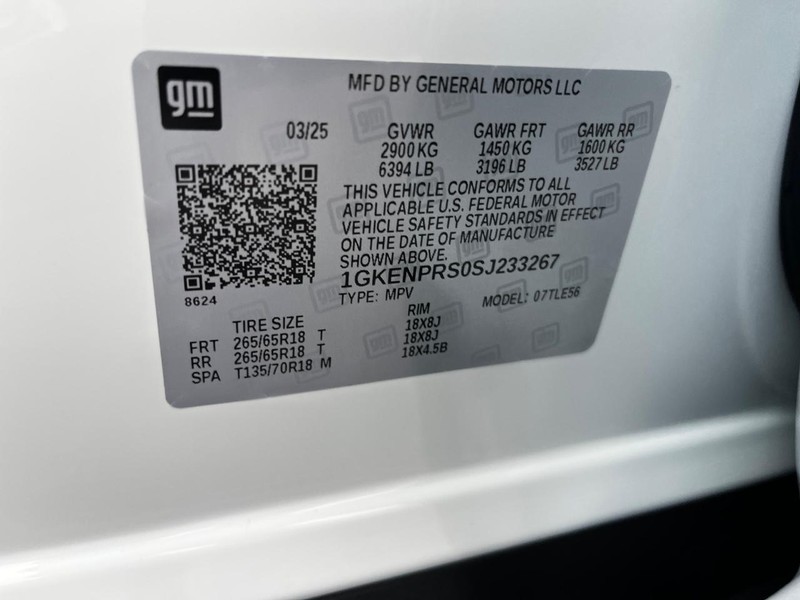 gm
MFD BY GENERAL MOTORS LLC
03/25 GVWR GAWR FRT GAWR RR
2900 KG 1450 KG 1600 KG
6394 LB 3196 LB 3527 LB
THIS VEHICLE CONFORMS TO ALL
APPLICABLE U.S. FEDERAL MOTOR
VEHICLE SAFETY STANDARDS IN EFFECT
ON THE DATE OF MANUFACTURE
SHOWN ABOVE.
1GKENPRS0SJ233267
8624
TYPE: MPV MODEL: 07TLE56
TIRE SIZE RIM
FRT 265/65R18 T 18X8J
RR 265/65R18 T 18X8J
SPA T135/70R18 M 18X4.5B